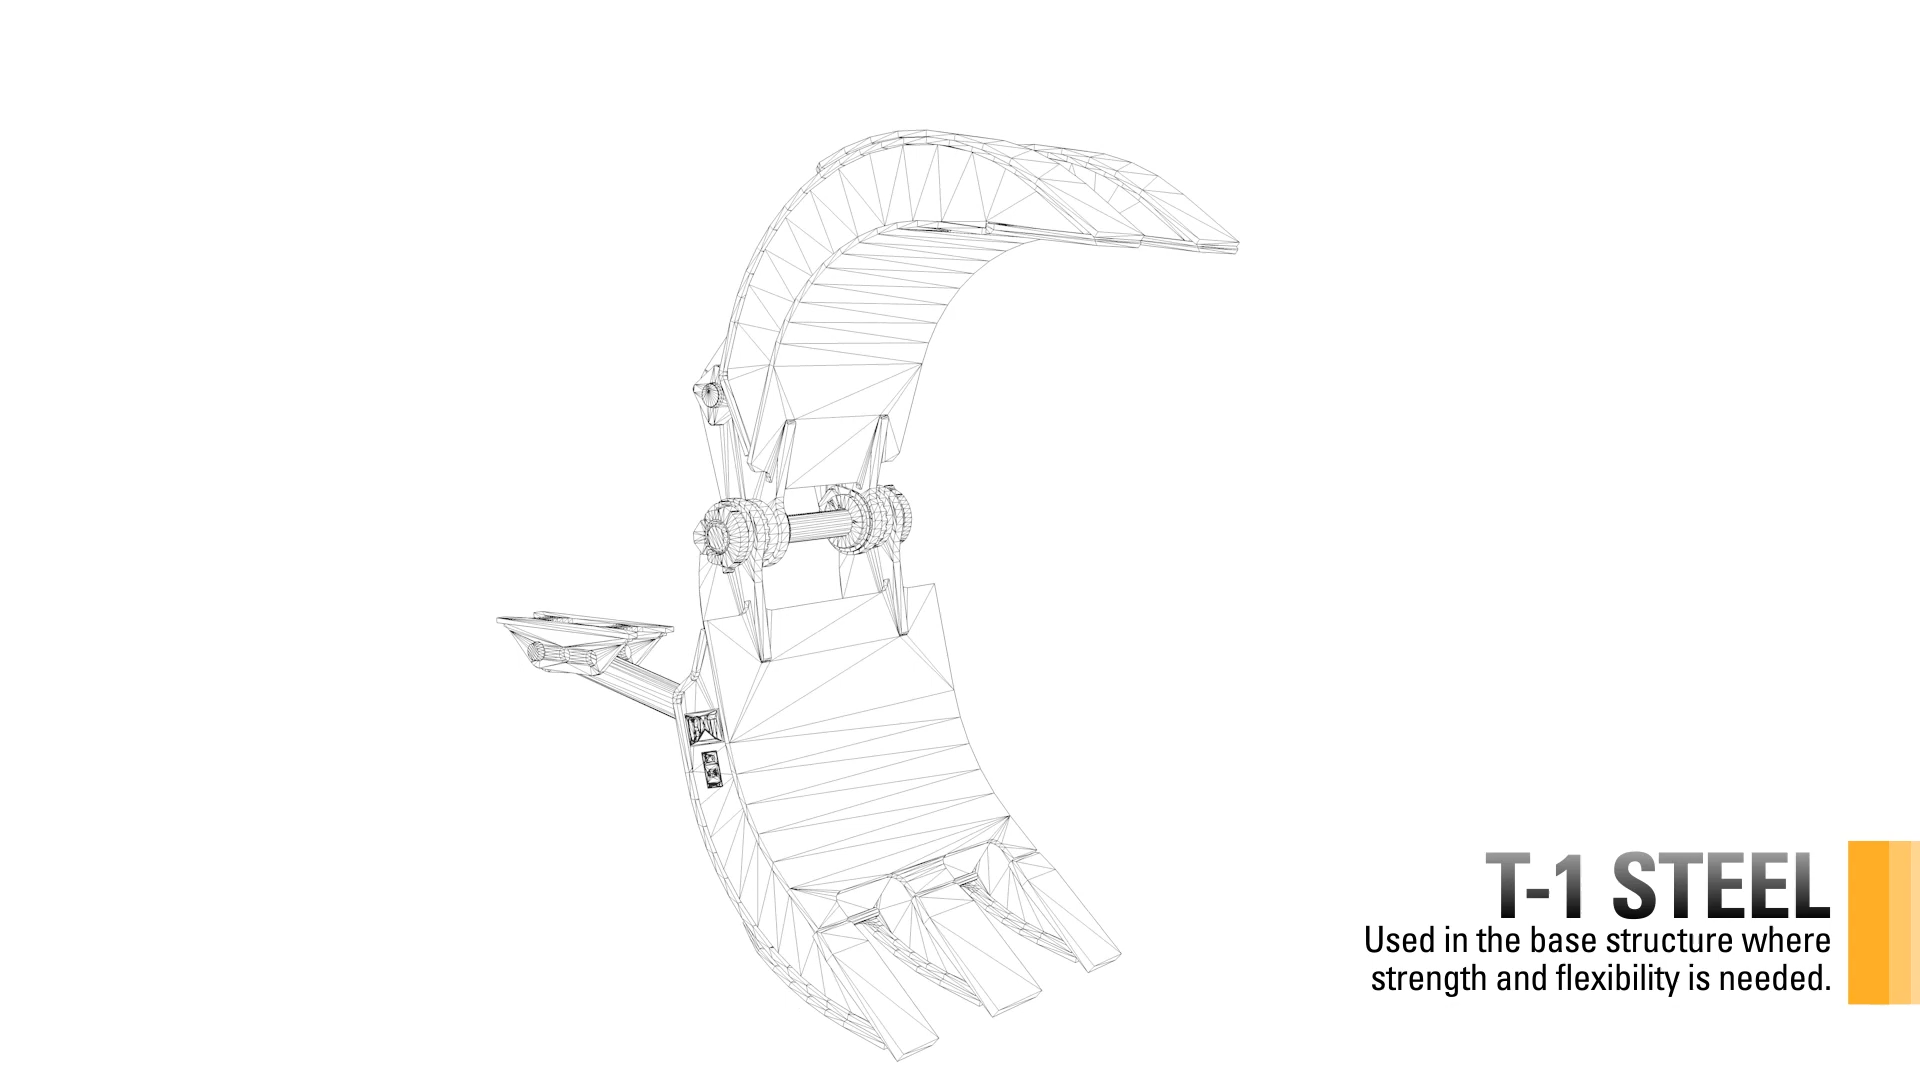 T-1 STEEL
Used in the base structure where
strength and flexibility is needed.